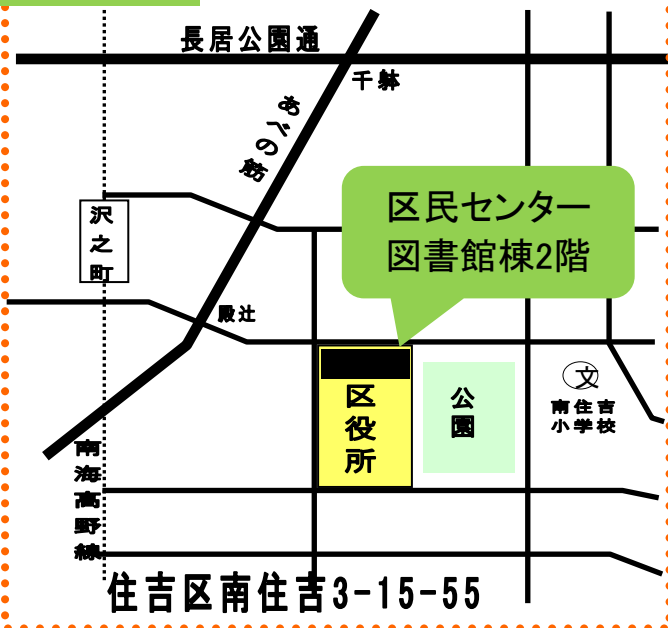 長居公園通
千躰
あべの筋
区民センター
図書館棟2階
沢之町
殿辻
区役所
公園
文
南住吉
小学校
南海高野線
住吉区南住吉3-15-55